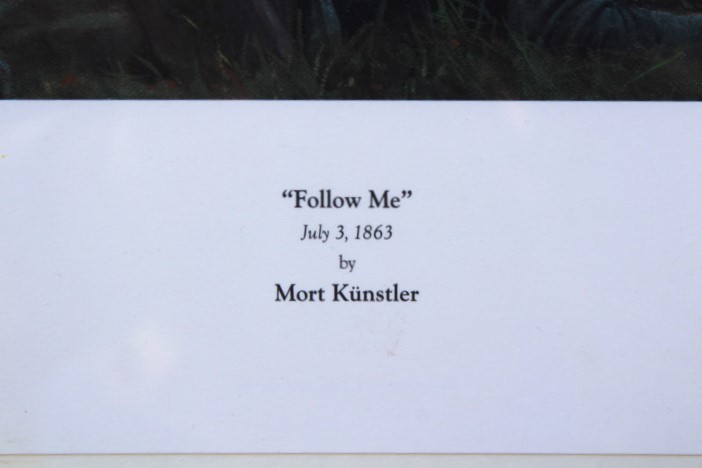 “Follow Me”
July 3, 1863
by
Mort Künstler